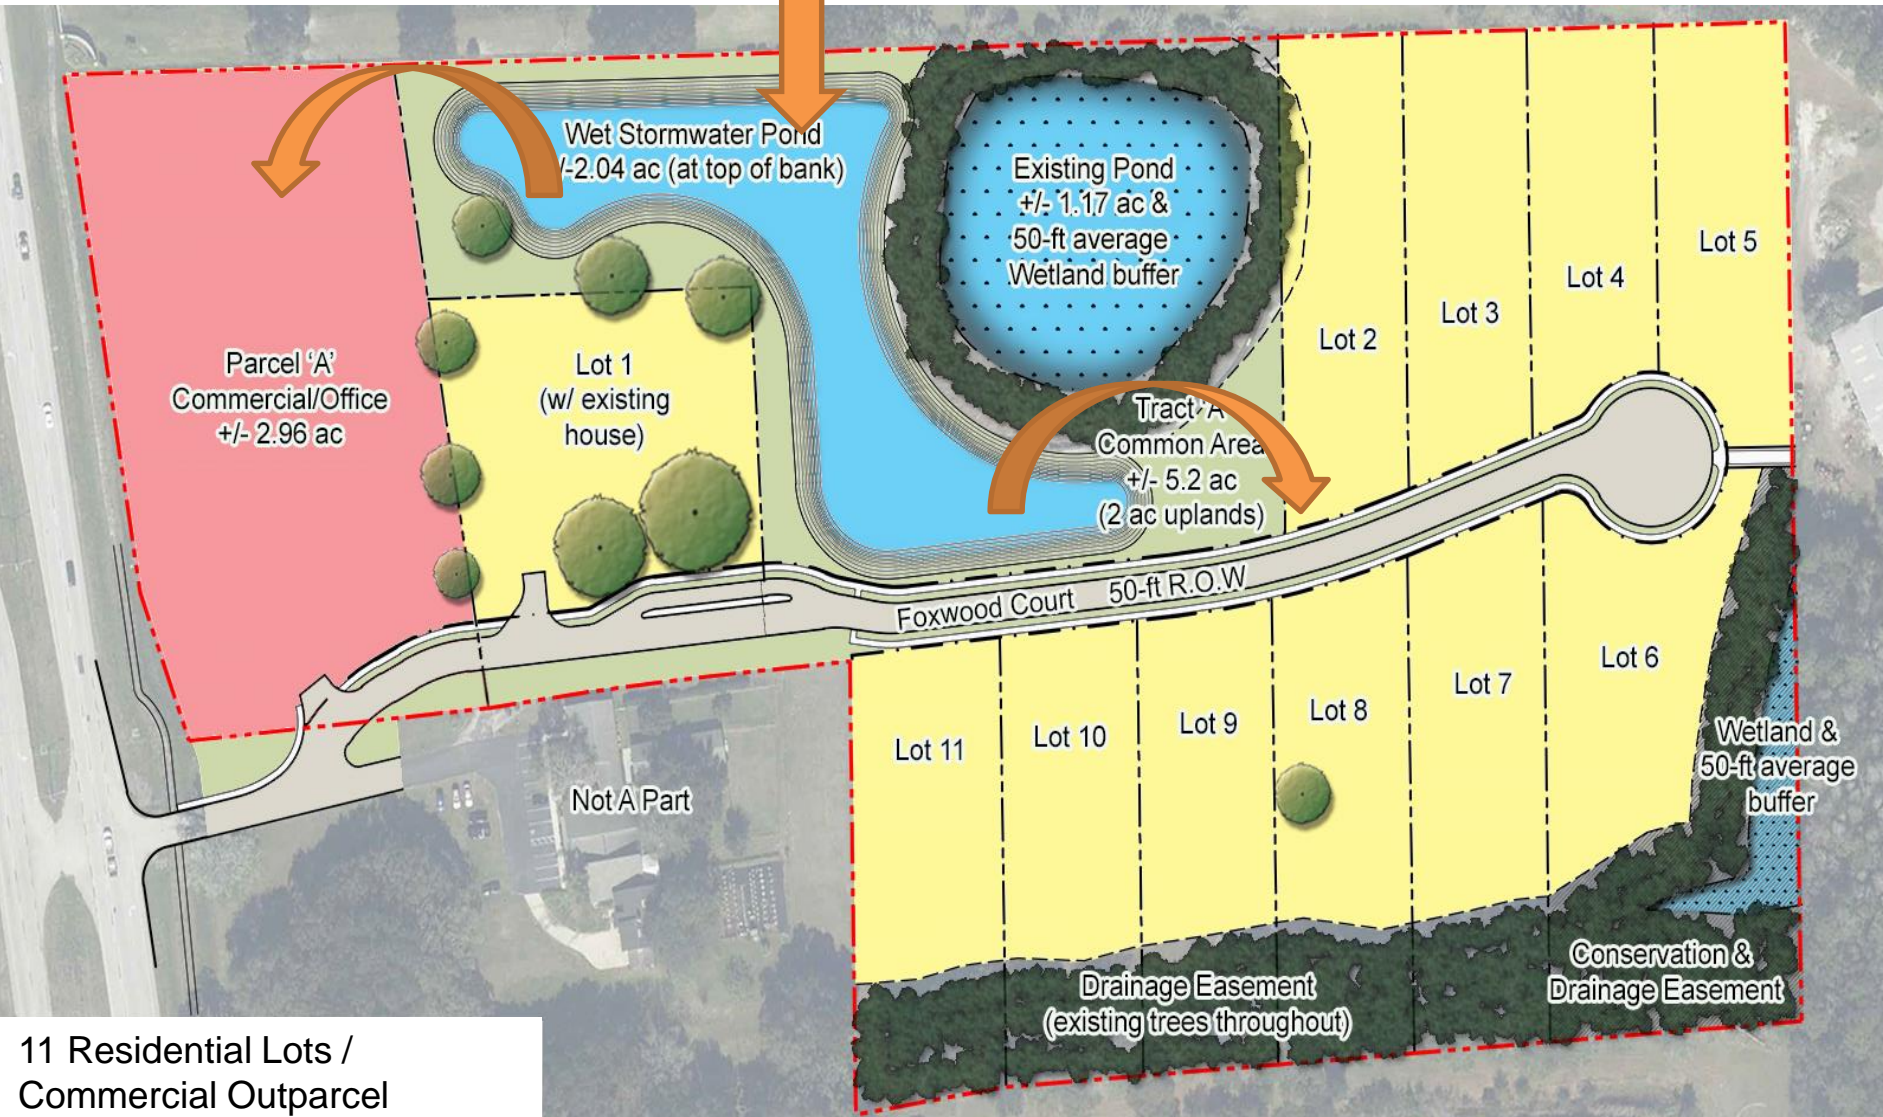 Wet Stormwater Pond
/-2.04 ac (at top of bank)
Existing Pond
+/- 1.17 ac &
50-ft average
Wetland buffer
Lot 5
Lot 4
Lot 3
Lot 2
Parcel ‘A’
Commercial/Office
+/- 2.96 ac
Lot 1
(w/ existing
house)
Tract ‘A’
Common Area
+/- 5.2 ac
(2 ac uplands)
Foxwood Court 50-ft R.O.W
Lot 6
Lot 7
Lot 8
Lot 9
Lot 10
Lot 11
Wetland &
50-ft average
buffer
Not A Part
Conservation &
Drainage Easement
Drainage Easement
(existing trees throughout)
11 Residential Lots /
Commercial Outparcel